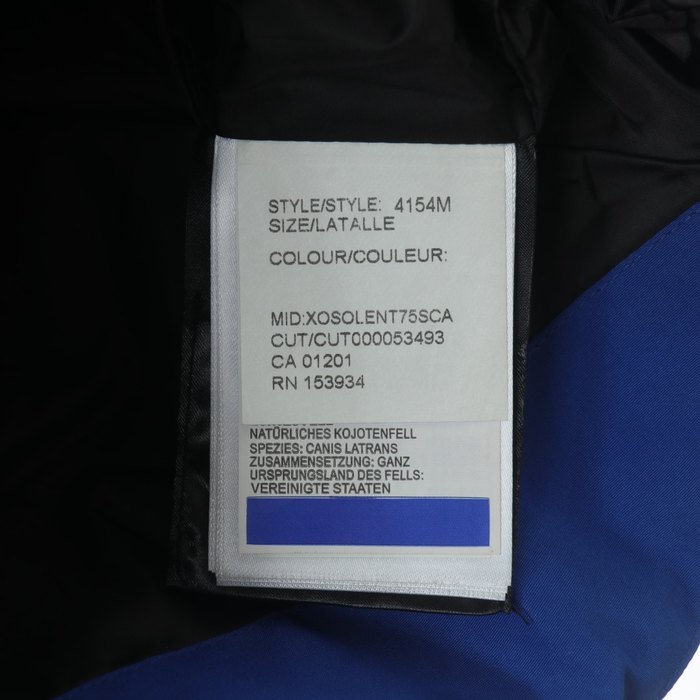 STYLE/STYLE: 4154M
SIZE/LATALLE
COLOUR/COULEUR:
MID:XOSOLENT75SCA
CUT/CUT000053493
CA 01201
RN 153934
NATÜRLICHES KOJOTENFELL
SPEZIES: CANIS LATRANS
ZUSAMMENSETZUNG: GANZ
URSPRUNGSLAND DES FELLS:
VEREINIGTE STAATEN